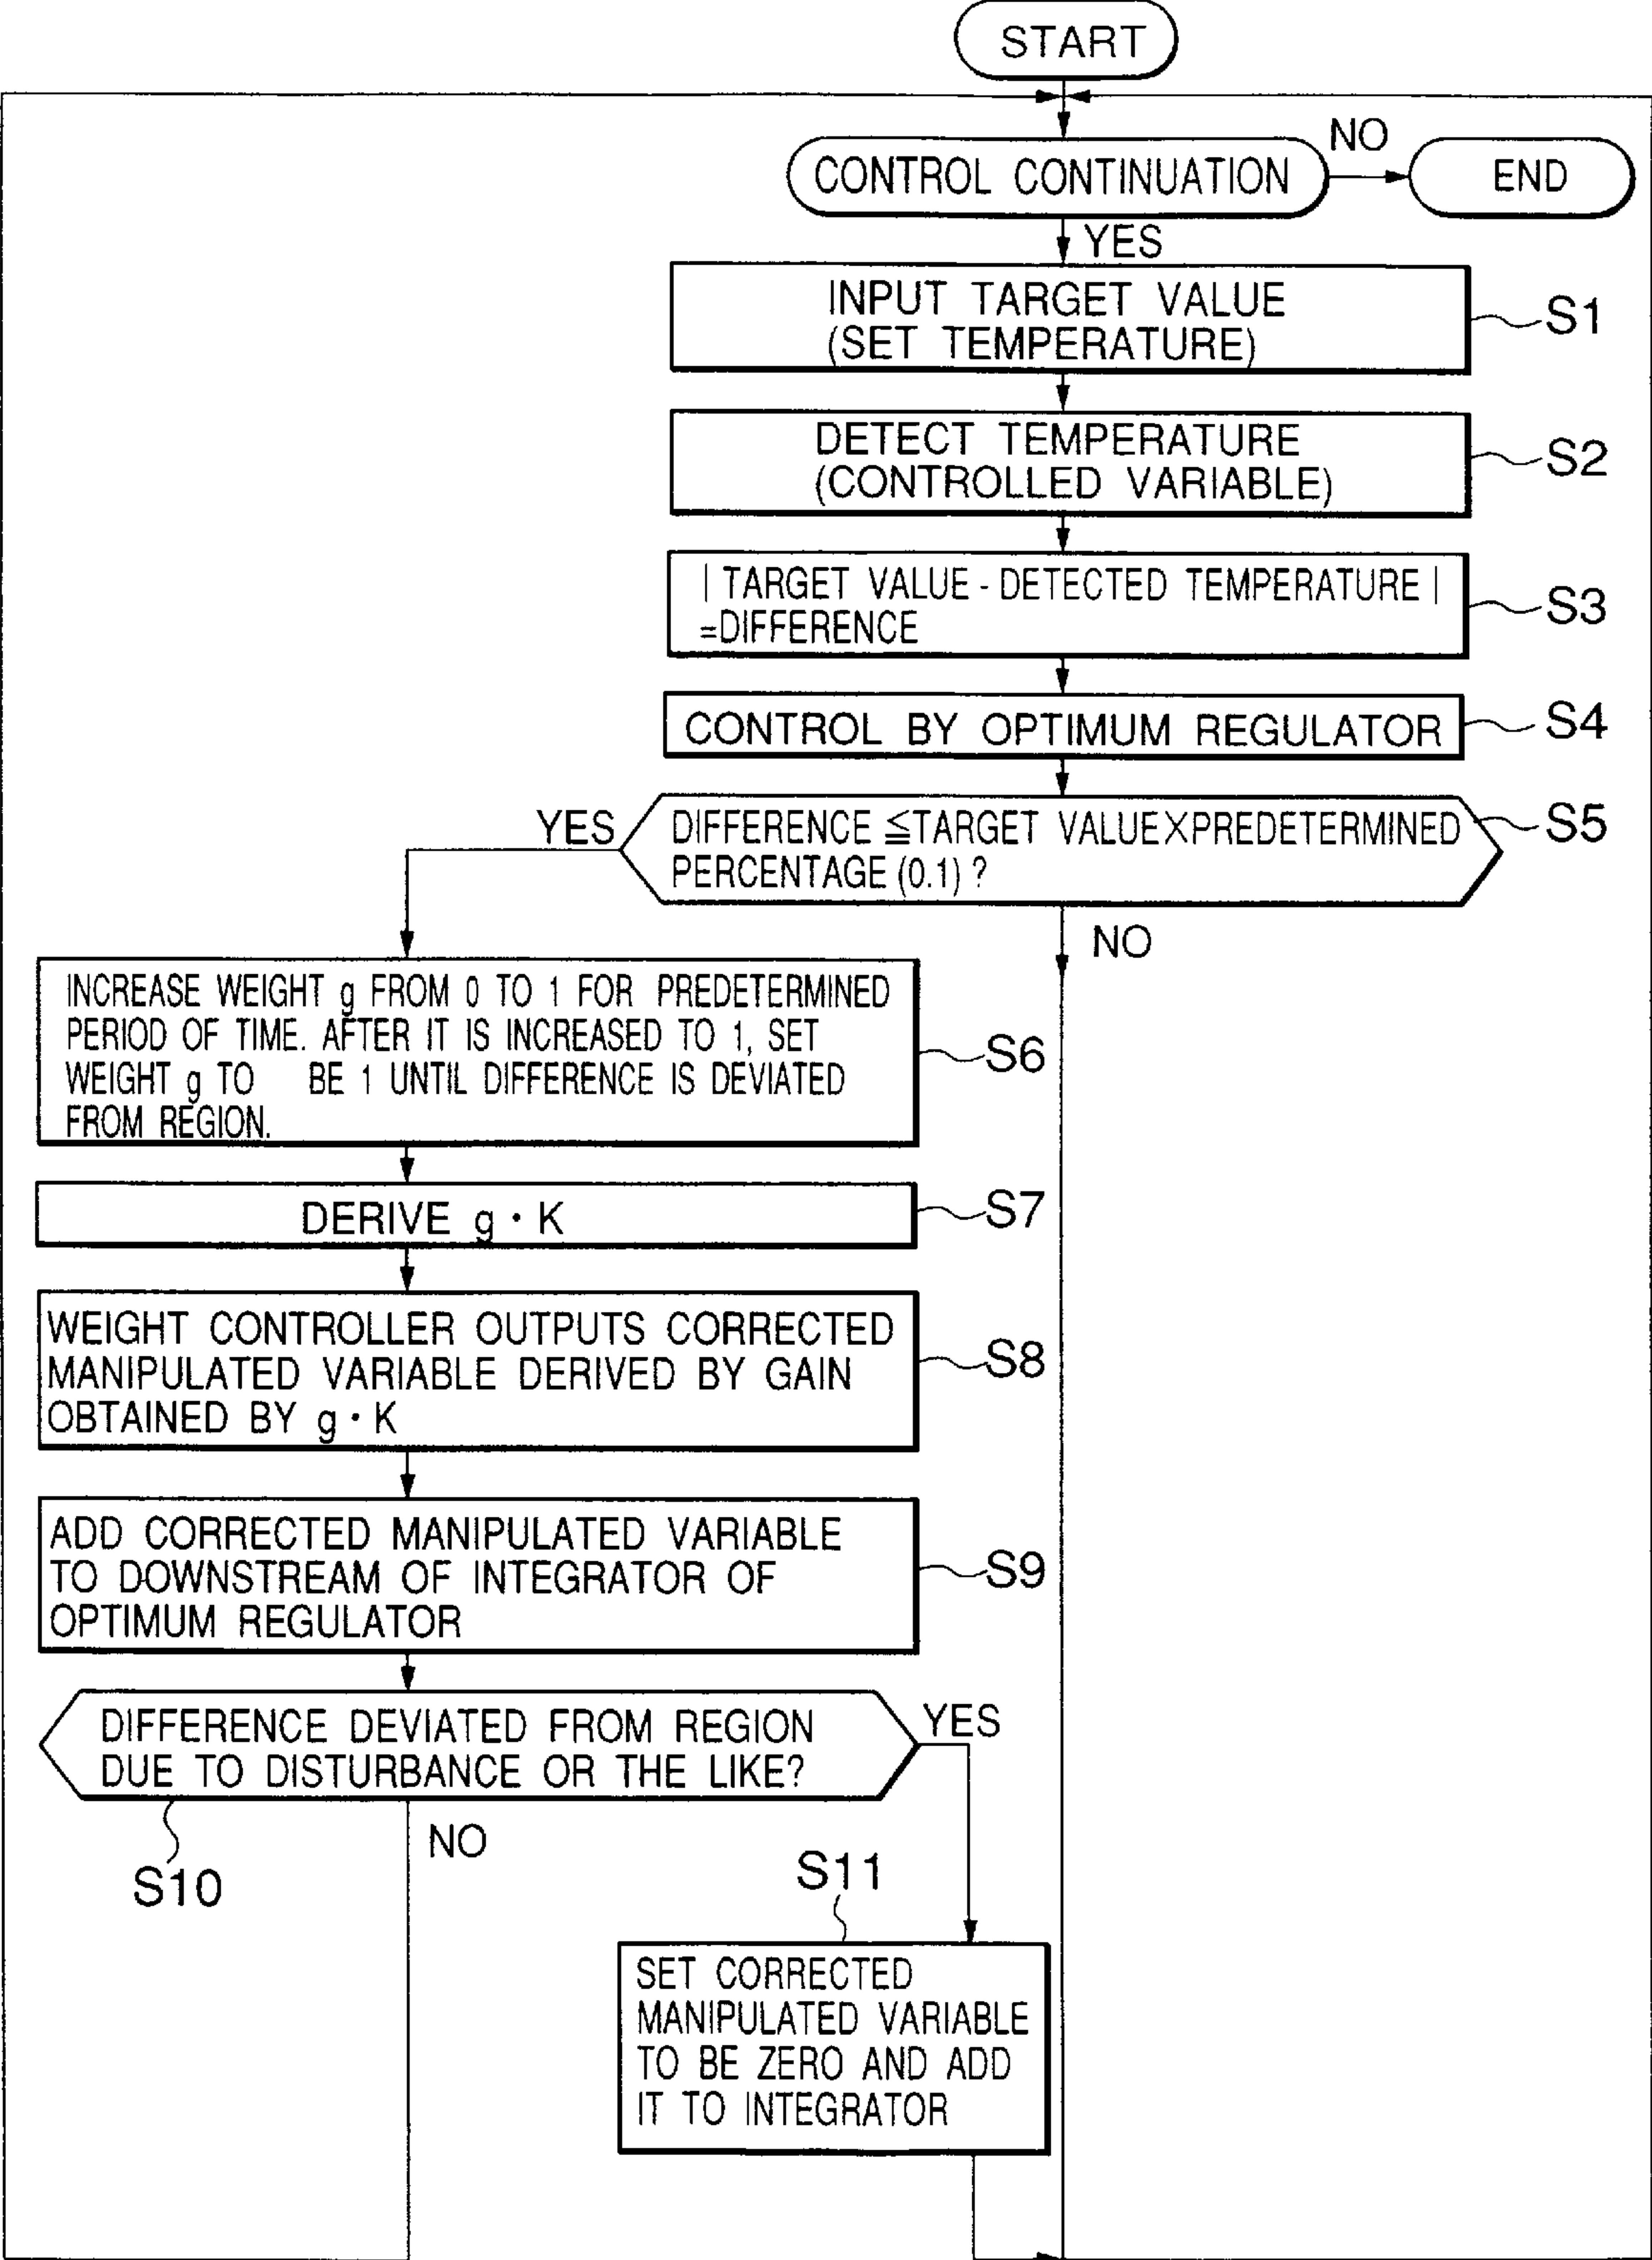 START
CONTROL CONTINUATION
NO
END
YES
INPUT TARGET VALUE
(SET TEMPERATURE)
S1
DETECT TEMPERATURE
(CONTROLLED VARIABLE)
S2
| TARGET VALUE - DETECTED TEMPERATURE |
=DIFFERENCE
S3
CONTROL BY OPTIMUM REGULATOR
S4
YES
DIFFERENCE ≦TARGET VALUE×PREDETERMINED
PERCENTAGE (0.1) ?
S5
NO
INCREASE WEIGHT g FROM 0 TO 1 FOR PREDETERMINED
PERIOD OF TIME. AFTER IT IS INCREASED TO 1, SET
WEIGHT g TO BE 1 UNTIL DIFFERENCE IS DEVIATED
FROM REGION.
S6
DERIVE g・K
S7
WEIGHT CONTROLLER OUTPUTS CORRECTED
MANIPULATED VARIABLE DERIVED BY GAIN
OBTAINED BY g・K
S8
ADD CORRECTED MANIPULATED VARIABLE
TO DOWNSTREAM OF INTEGRATOR OF
OPTIMUM REGULATOR
S9
DIFFERENCE DEVIATED FROM REGION
DUE TO DISTURBANCE OR THE LIKE?
YES
S10
NO
S11
SET CORRECTED
MANIPULATED VARIABLE
TO BE ZERO AND ADD
IT TO INTEGRATOR